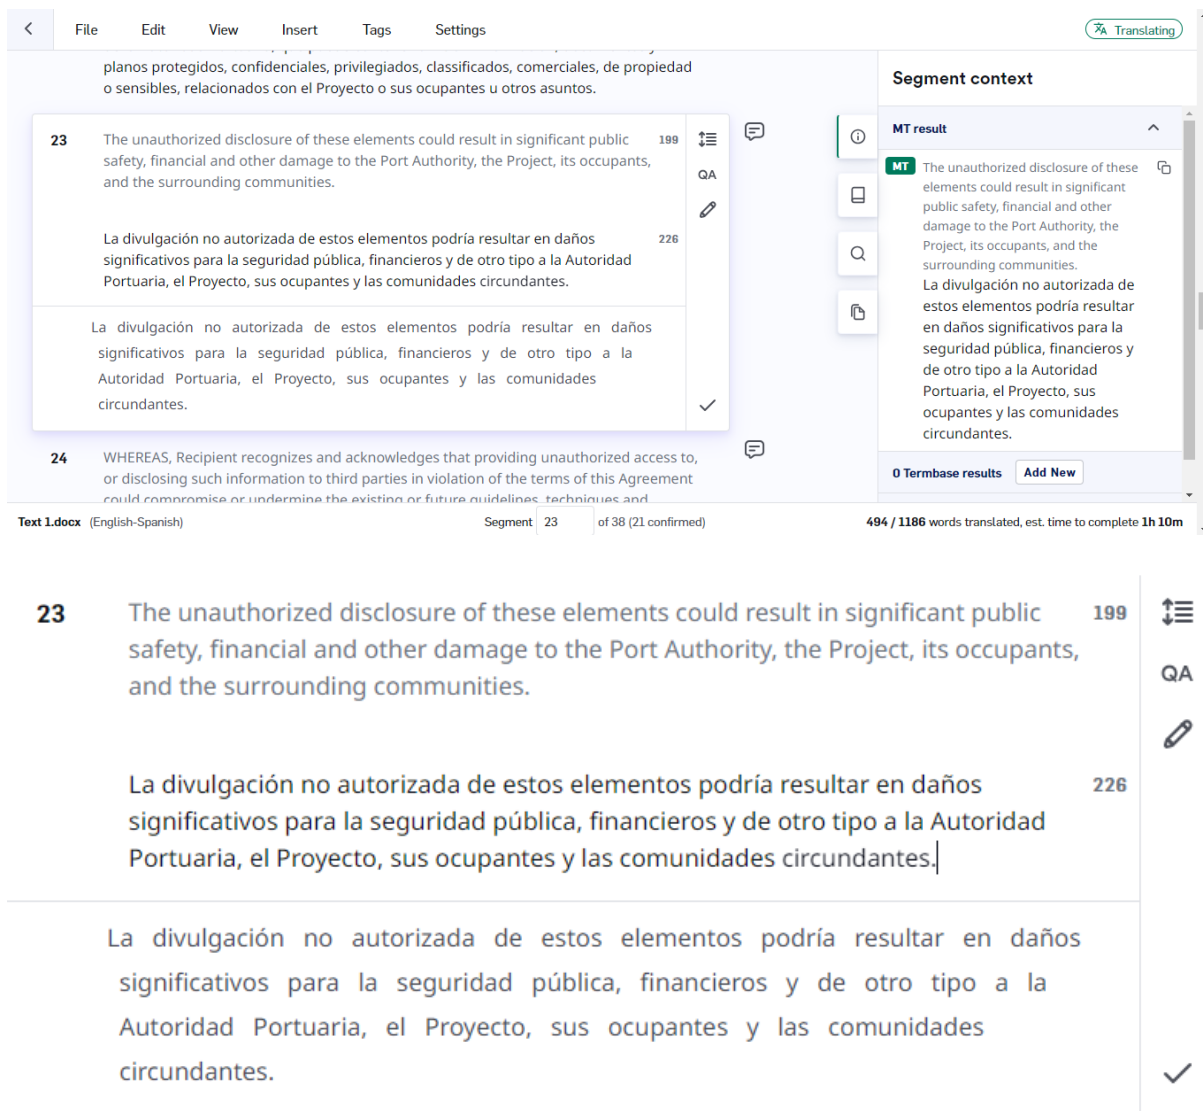 File Edit View Insert Tags Settings Translating
planos protegidos, confidenciales, privilegiados, classificados, comerciales, de propiedad
o sensibles, relacionados con el Proyecto o sus ocupantes u otros asuntos.
23
The unauthorized disclosure of these elements could result in significant public 199
safety, financial and other damage to the Port Authority, the Project, its occupants,
and the surrounding communities.
QA
La divulgación no autorizada de estos elementos podría resultar en daños 226
significativos para la seguridad pública, financieros y de otro tipo a la Autoridad
Portuaria, el Proyecto, sus ocupantes y las comunidades circundantes.
La divulgación no autorizada de estos elementos podría resultar en daños
significativos para la seguridad pública, financieros y de otro tipo a la
Autoridad Portuaria, el Proyecto, sus ocupantes y las comunidades
circundantes.
24
WHEREAS, Recipient recognizes and acknowledges that providing unauthorized access to,
or disclosing such information to third parties in violation of the terms of this Agreement
could compromise or undermine the existing or future guidelines, techniques and
Segment context
MT result
MT The unauthorized disclosure of these
elements could result in significant
public safety, financial and other
damage to the Port Authority, the
Project, its occupants, and the
surrounding communities.
La divulgación no autorizada de
estos elementos podría resultar
en daños significativos para la
seguridad pública, financieros y
de otro tipo a la Autoridad
Portuaria, el Proyecto, sus
ocupantes y las comunidades
circundantes.
0 Termbase results Add New
Text 1.docx (English-Spanish) Segment 23 of 38 (21 confirmed) 494 / 1186 words translated, est. time to complete 1h 10m
23
The unauthorized disclosure of these elements could result in significant public 199
safety, financial and other damage to the Port Authority, the Project, its occupants,
and the surrounding communities.
QA
La divulgación no autorizada de estos elementos podría resultar en daños 226
significativos para la seguridad pública, financieros y de otro tipo a la Autoridad
Portuaria, el Proyecto, sus ocupantes y las comunidades circundantes.
La divulgación no autorizada de estos elementos podría resultar en daños
significativos para la seguridad pública, financieros y de otro tipo a la
Autoridad Portuaria, el Proyecto, sus ocupantes y las comunidades
circundantes.